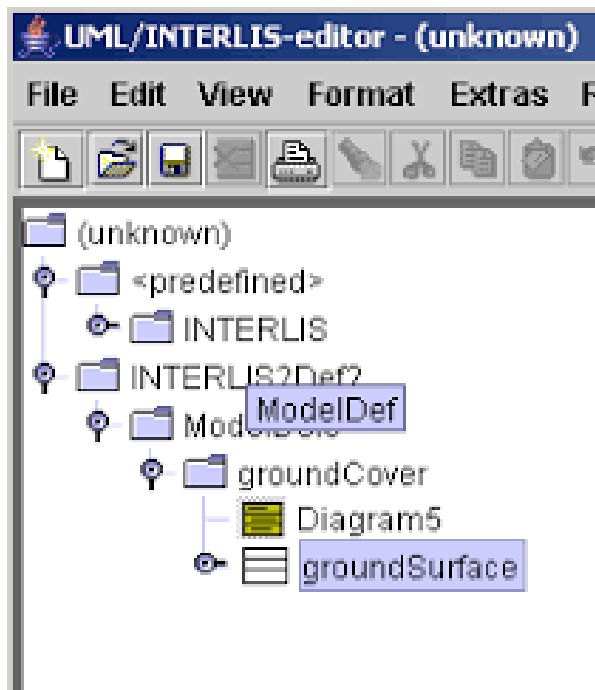 UML/INTERLIS-editor - (unknown)
File Edit View Format Extras
(unknown)
<predefined>
INTERLIS
INTERLIS2Def?
ModelDef
groundCover
Diagram5
groundSurface